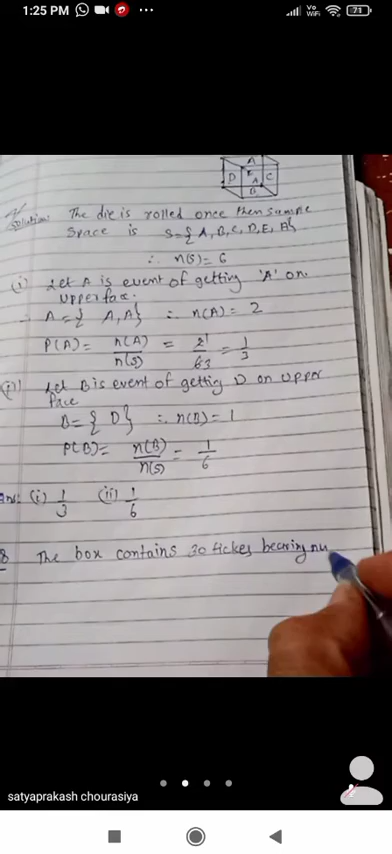 1:25 PM
Vo
WiFi
71
A
D E C
A
B
Solution: The die is rolled once then sample
space is S={ A, B, C, D, E, A}
∴ n(S) = 6
(i) Let A is event of getting 'A' on
upper face.
A = { A, A} ∴ n(A) = 2
P(A) = n(A)/n(S) = 2/6 = 1/3
(ii) Let B is event of getting D on upper
face
B = { D} ∴ n(B) = 1
P(B) = n(B)/n(S) = 1/6
Ans: (i) 1/3 (ii) 1/6
8 The box contains 30 tickes bearing nu
satyaprakash chourasiya